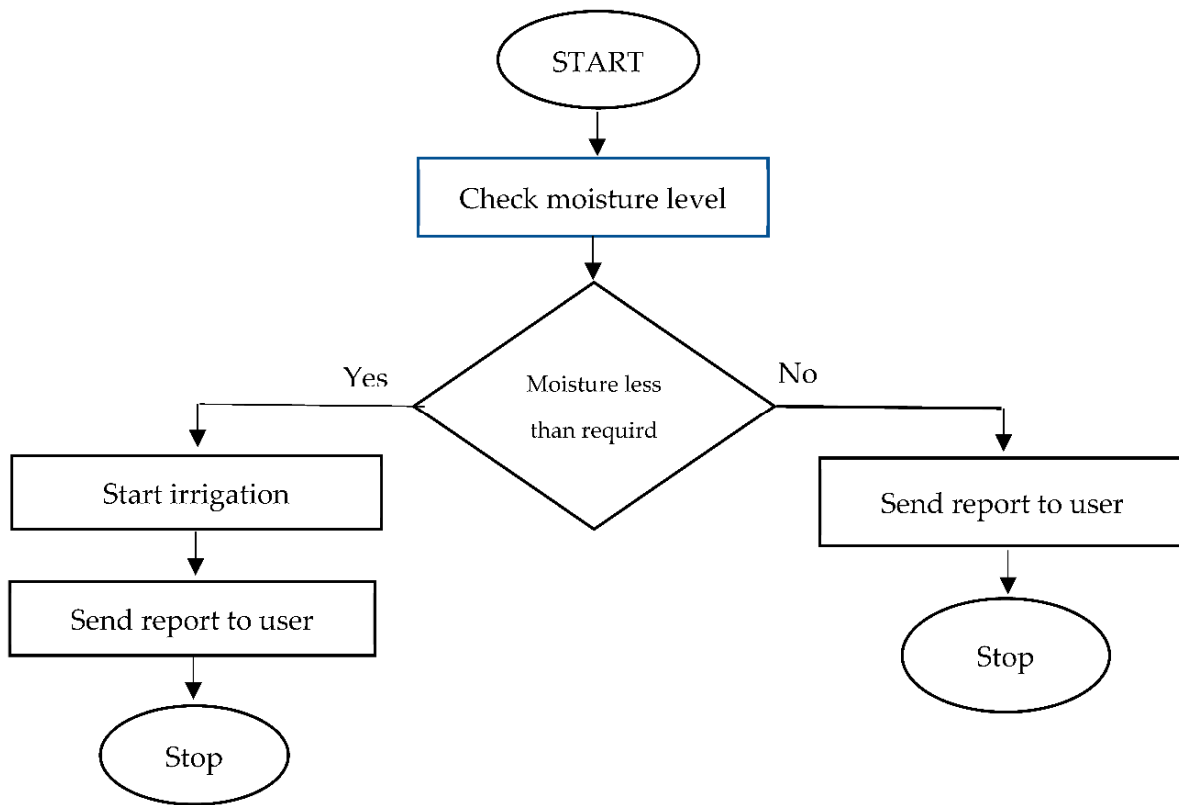 START
Check moisture level
Yes
No
Moisture less
than requird
Start irrigation
Send report to user
Send report to user
Stop
Stop